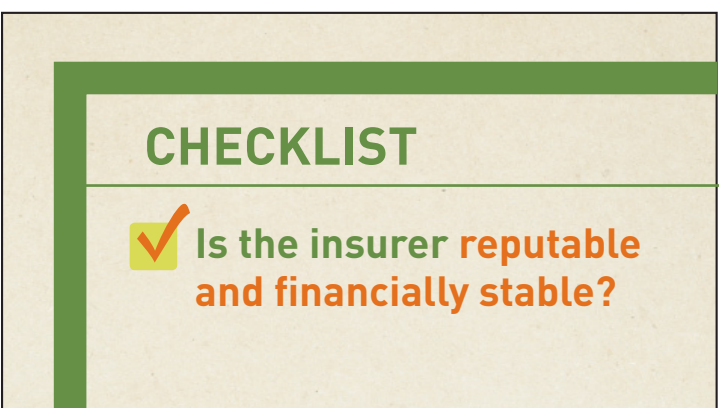 CHECKLIST
Is the insurer reputable
and financially stable?